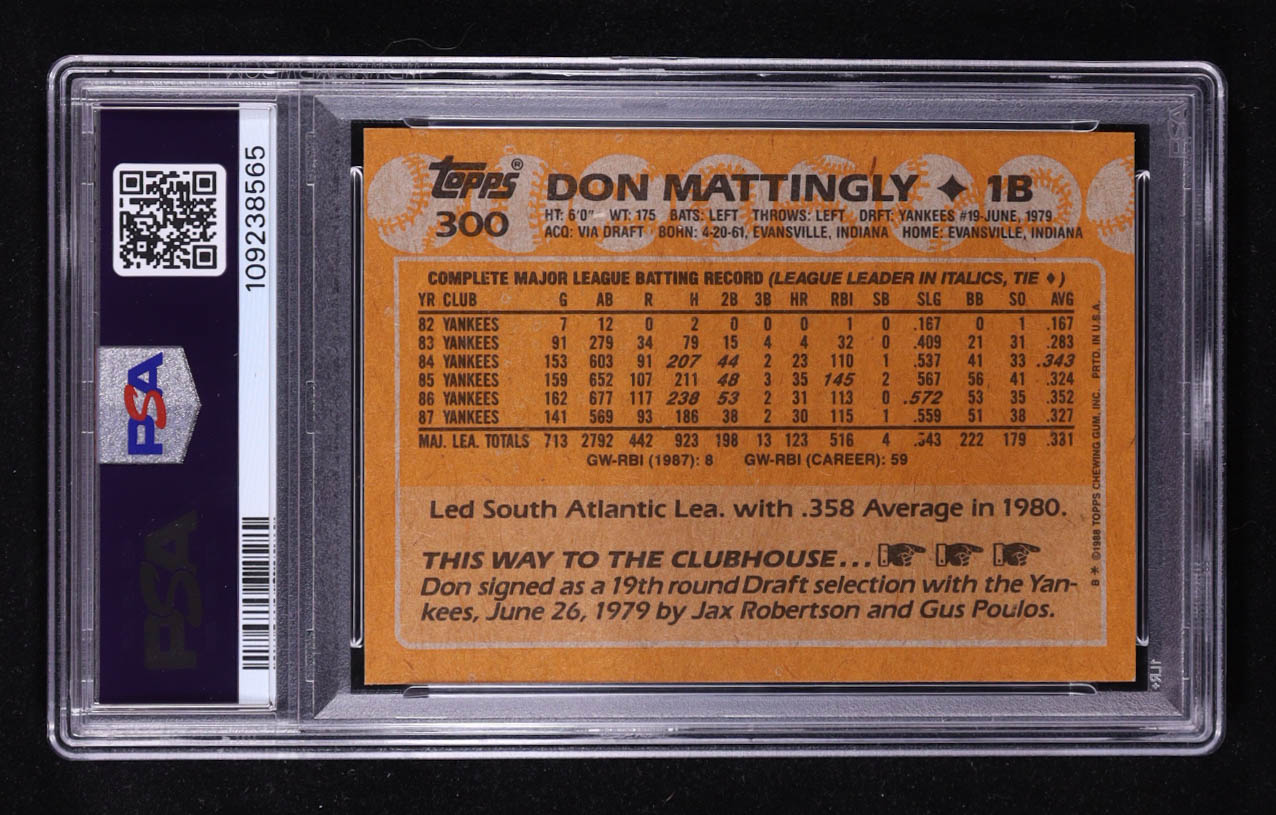 109238565
PSA
PSA
PSA
topps®
300
DON MATTINGLY ✦ 1B
HT: 6'0" WT: 175 BATS: LEFT THROWS: LEFT DRFT: YANKEES #19-JUNE, 1979
ACQ: VIA DRAFT BORN: 4-20-61, EVANSVILLE, INDIANA HOME: EVANSVILLE, INDIANA
COMPLETE MAJOR LEAGUE BATTING RECORD (LEAGUE LEADER IN ITALICS, TIE ♦)
YR CLUB G AB R H 2B 3B HR RBI SB SLG BB SO AVG
82 YANKEES 7 12 0 2 0 0 0 1 0 .167 0 1 .167
83 YANKEES 91 279 34 79 15 4 4 32 0 .409 21 31 .283
84 YANKEES 153 603 91 207 44 2 23 110 1 .537 41 33 .343
85 YANKEES 159 652 107 211 48 3 35 145 2 .567 56 41 .324
86 YANKEES 162 677 117 238 53 2 31 113 0 .572 53 35 .352
87 YANKEES 141 569 93 186 38 2 30 115 1 .559 51 38 .327
MAJ. LEA. TOTALS 713 2792 442 923 198 13 123 516 4 .543 222 179 .331
GW-RBI (1987): 8 GW-RBI (CAREER): 59
Led South Atlantic Lea. with .358 Average in 1980.
THIS WAY TO THE CLUBHOUSE...
Don signed as a 19th round Draft selection with the Yan-
kees, June 26, 1979 by Jax Robertson and Gus Poulos.
B * ©1988 TOPPS CHEWING GUM, INC. PRTD. IN U.S.A.
1LR+